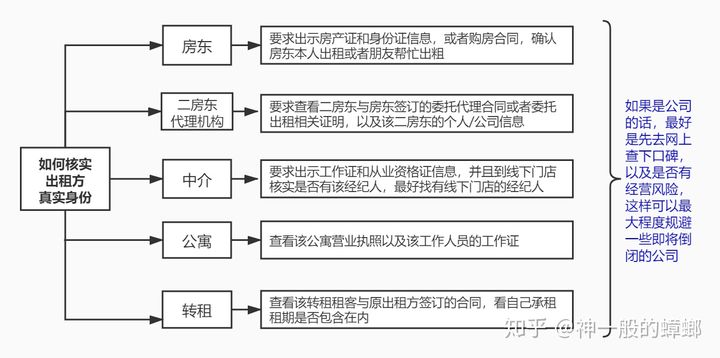 如何核实
出租方
真实身份
房东
要求出示房产证和身份证信息，或者购房合同，确认
房东本人出租或者朋友帮忙出粗
二房东
代理机构
要求查看二房东与房东签订的委托代理合同或者委托
出租相关证明，以及该二房东的个人/公司信息
中介
要求出示工作证和从业资格证信息，并且到线下门店
核实是否有该经纪人，最好找有线下门店的经纪人
公寓
查看该公寓营业执照以及该工作人员的工作证
转租
查看该转租租客与原出租方签订的合同，看自己承租
租期是否包含在内
如果是公司
的话，最好
是先去网上
查下口碑，
以及是否有
经营风险，
这样可以最
大程度规避
一些即将倒
闭的公司
知乎 @神一般的蟑螂